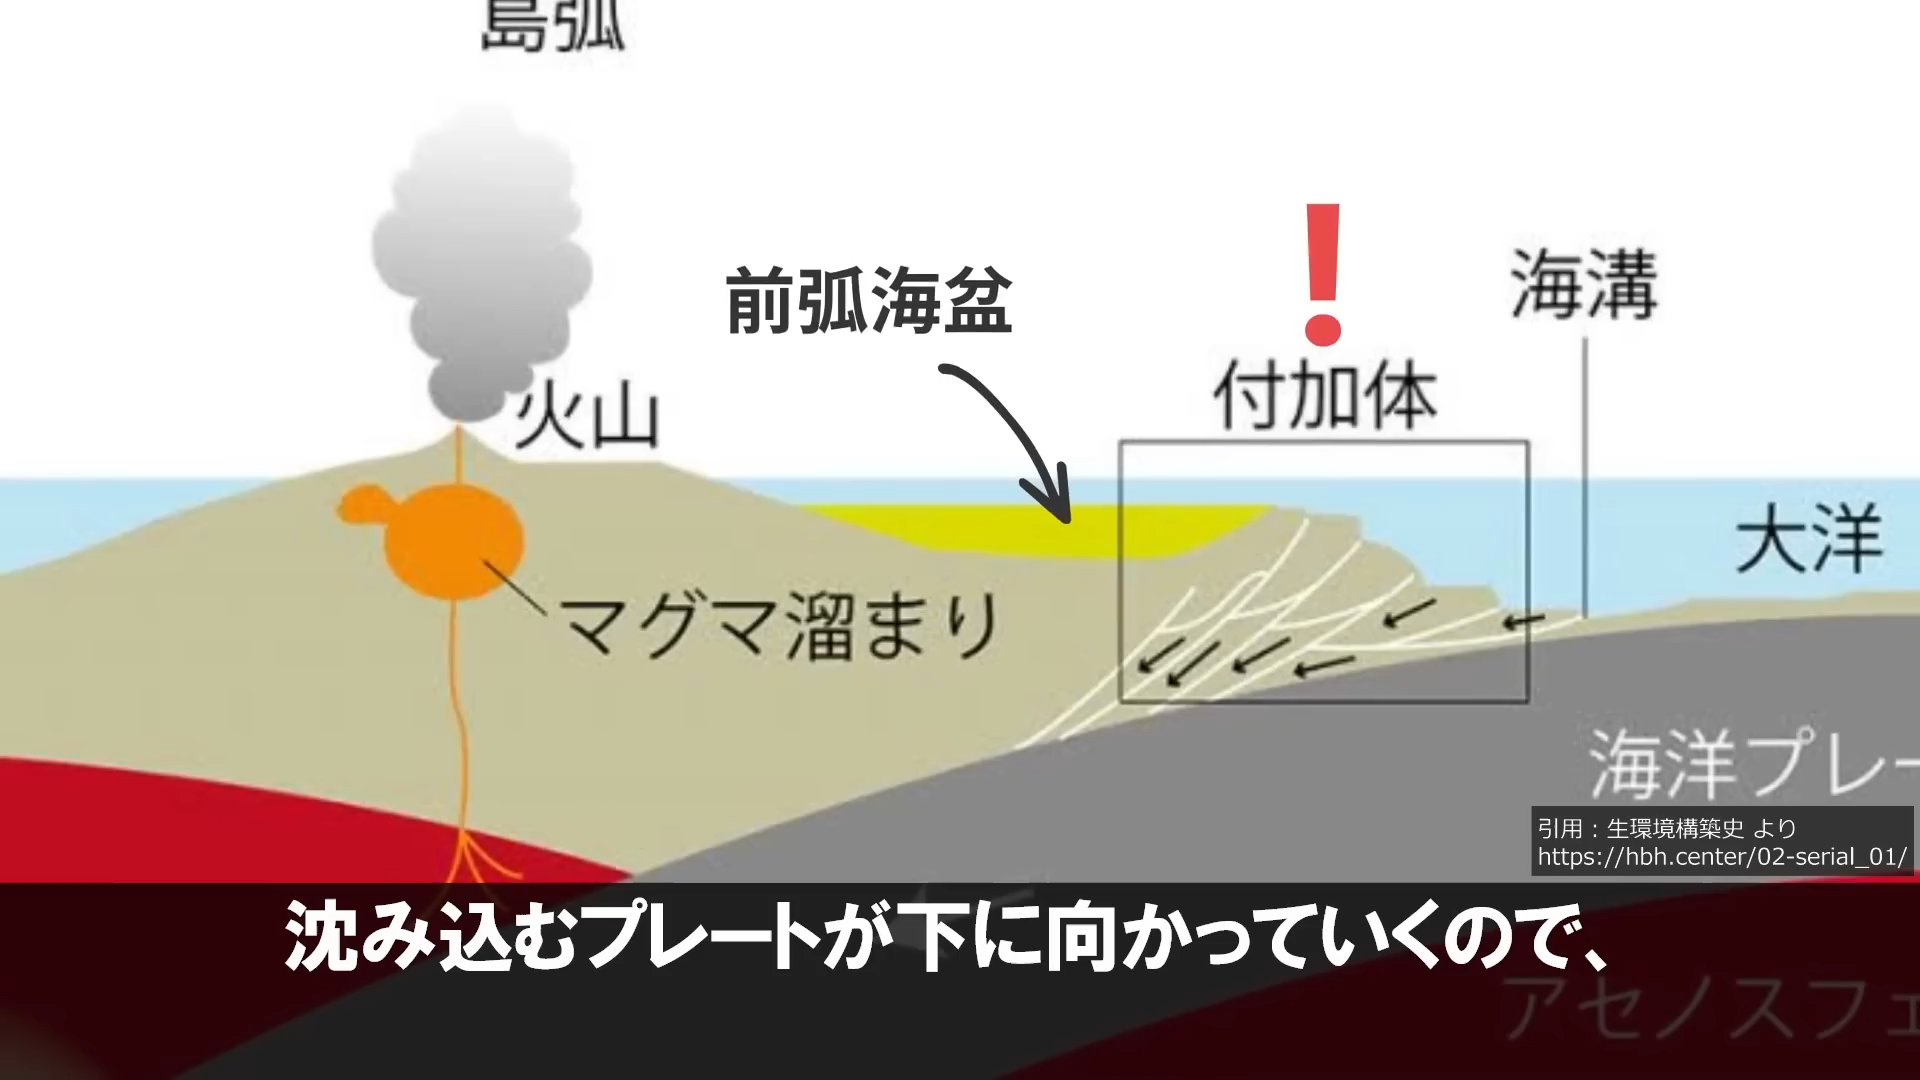 島弧
火山
前弧海盆
付加体
海溝
大洋
マグマ溜まり
海洋プレー
引用：生環境構築史 より
https://hbh.center/02-serial_01/
沈み込むプレートが下に向かっていくので、
アセノスフェ